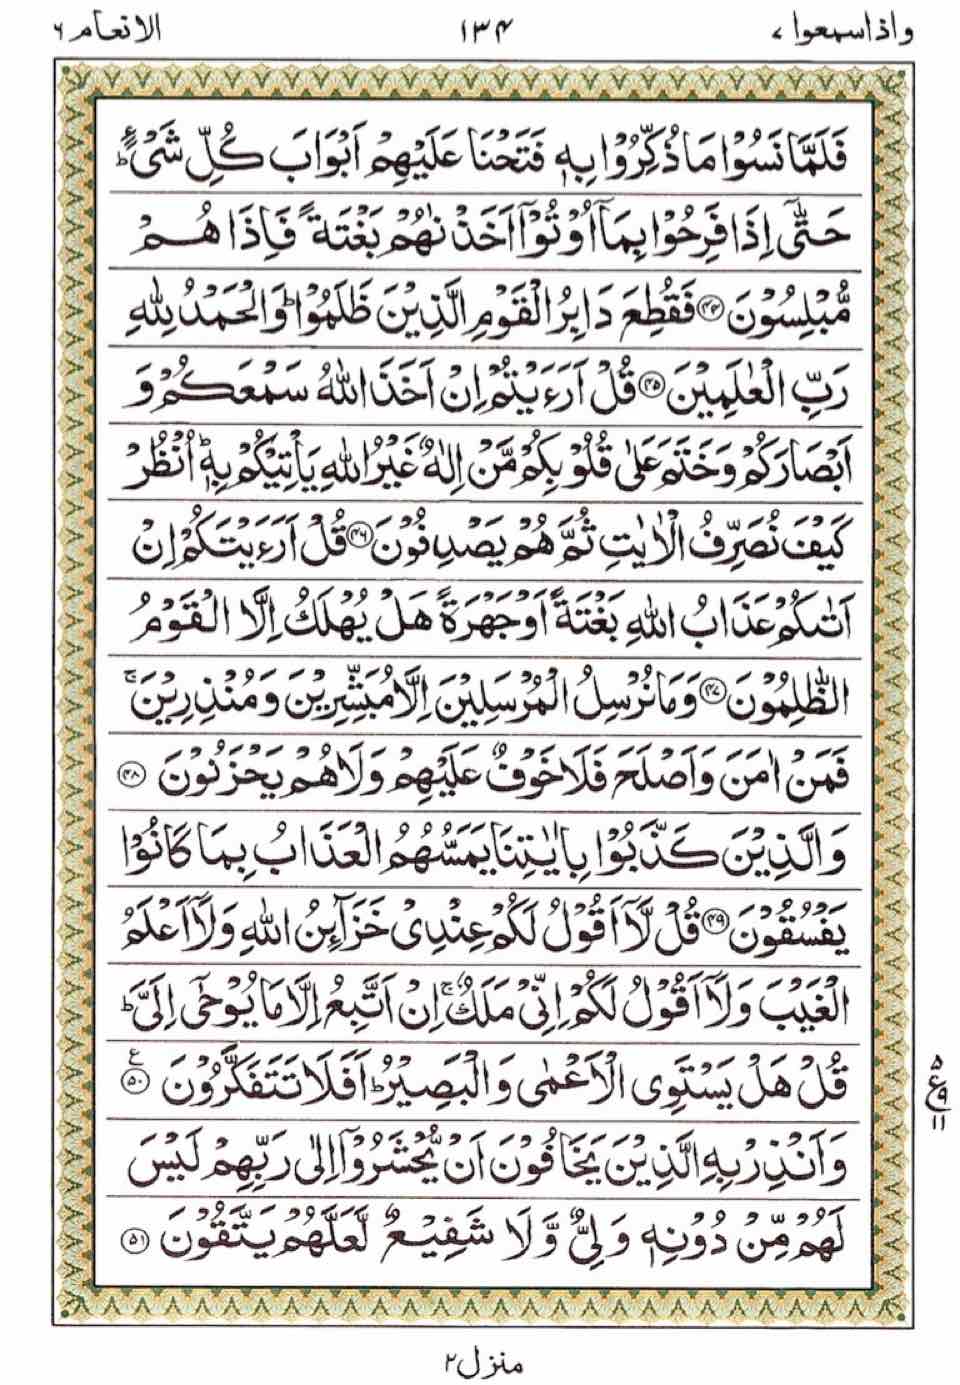 واذاسمعوا ۷ ۱۳۴ الانعام ۶
فَلَمَّا نَسُوْا مَا ذُكِّرُوْا بِهٖ فَتَحْنَا عَلَيْهِمْ اَبْوَابَ كُلِّ شَیْءٍ ؕ
حَتّٰۤی اِذَا فَرِحُوْا بِمَاۤ اُوْتُوْۤا اَخَذْنٰهُمْ بَغْتَةً فَاِذَا هُمْ
مُّبْلِسُوْنَ ﴿۴۴﴾ فَقُطِعَ دَابِرُ الْقَوْمِ الَّذِيْنَ ظَلَمُوْا ؕ وَالْحَمْدُ لِلّٰهِ
رَبِّ الْعٰلَمِيْنَ ﴿۴۵﴾ قُلْ اَرَءَيْتُمْ اِنْ اَخَذَ اللّٰهُ سَمْعَكُمْ وَ
اَبْصَارَكُمْ وَخَتَمَ عَلٰی قُلُوْبِكُمْ مَّنْ اِلٰهٌ غَيْرُ اللّٰهِ يَاْتِيْكُمْ بِهٖ ؕ اُنْظُرْ
كَيْفَ نُصَرِّفُ الْاٰيٰتِ ثُمَّ هُمْ يَصْدِفُوْنَ ﴿۴۶﴾ قُلْ اَرَءَيْتَكُمْ اِنْ
اَتٰىكُمْ عَذَابُ اللّٰهِ بَغْتَةً اَوْ جَهْرَةً هَلْ يُهْلَكُ اِلَّا الْقَوْمُ
الظّٰلِمُوْنَ ﴿۴۷﴾ وَمَا نُرْسِلُ الْمُرْسَلِيْنَ اِلَّا مُبَشِّرِيْنَ وَمُنْذِرِيْنَ ۚ
فَمَنْ اٰمَنَ وَاَصْلَحَ فَلَا خَوْفٌ عَلَيْهِمْ وَلَا هُمْ يَحْزَنُوْنَ ﴿۴۸﴾
وَالَّذِيْنَ كَذَّبُوْا بِاٰيٰتِنَا يَمَسُّهُمُ الْعَذَابُ بِمَا كَانُوْا
يَفْسُقُوْنَ ﴿۴۹﴾ قُلْ لَّاۤ اَقُوْلُ لَكُمْ عِنْدِیْ خَزَآئِنُ اللّٰهِ وَلَاۤ اَعْلَمُ
الْغَيْبَ وَلَاۤ اَقُوْلُ لَكُمْ اِنِّیْ مَلَكٌ ۚ اِنْ اَتَّبِعُ اِلَّا مَا يُوْحٰۤی اِلَیَّ ؕ
قُلْ هَلْ يَسْتَوِی الْاَعْمٰی وَالْبَصِيْرُ ؕ اَفَلَا تَتَفَكَّرُوْنَ ﴿۵۰﴾ ع
۵ ع ۹ ۱۱
وَاَنْذِرْ بِهِ الَّذِيْنَ يَخَافُوْنَ اَنْ يُّحْشَرُوْۤا اِلٰی رَبِّهِمْ لَيْسَ
لَهُمْ مِّنْ دُوْنِهٖ وَلِیٌّ وَّلَا شَفِيْعٌ لَّعَلَّهُمْ يَتَّقُوْنَ ﴿۵۱﴾
منزل ۲